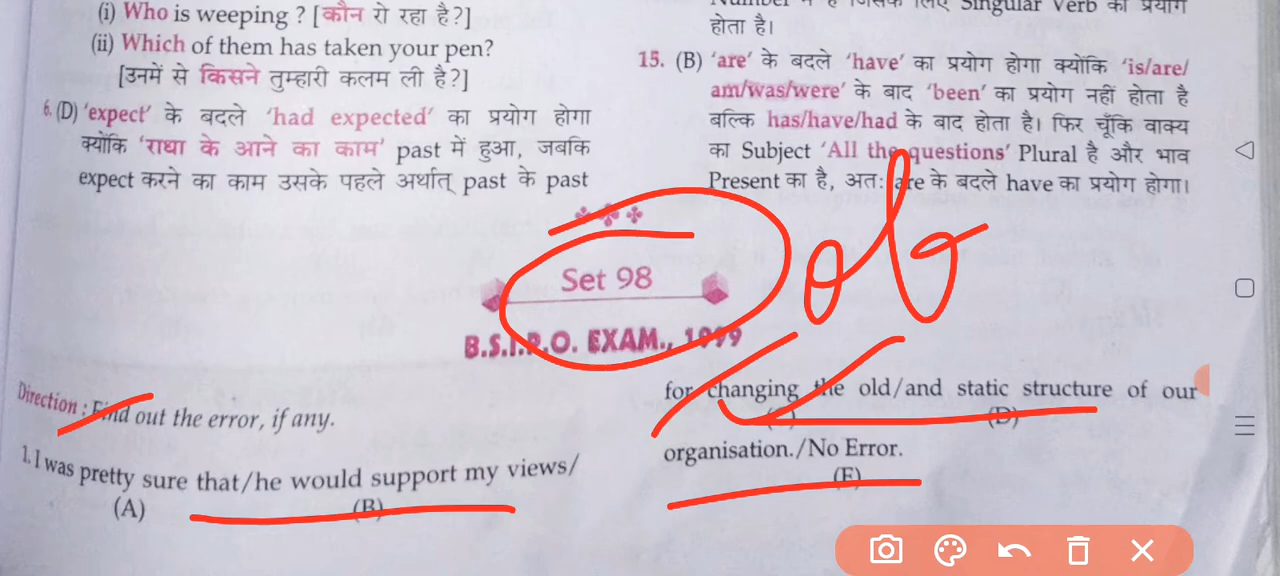 (i) Who is weeping ? [कौन रो रहा है?]
(ii) Which of them has taken your pen?
[उनमें से किसने तुम्हारी कलम ली है?]
6. (D) 'expect' के बदले 'had expected' का प्रयोग होगा
क्योंकि 'राधा के आने का काम' past में हुआ, जबकि
expect करने का काम उसके पहले अर्थात् past के past
Singular Verb का प्रयोग
होता है।
15. (B) 'are' के बदले 'have' का प्रयोग होगा क्योंकि 'is/are/
am/was/were' के बाद 'been' का प्रयोग नहीं होता है
बल्कि has/have/had के बाद होता है। फिर चूँकि वाक्य
का Subject 'All the questions' Plural है और भाव
Present का है, अतः are के बदले have का प्रयोग होगा।
Set 98
B.S.I.P.O. EXAM., 1999
Direction : Find out the error, if any.
1. I was pretty sure that/he would support my views/
(A) (B)
for changing the old/and static structure of our
(C) (D)
organisation./No Error.
(E)